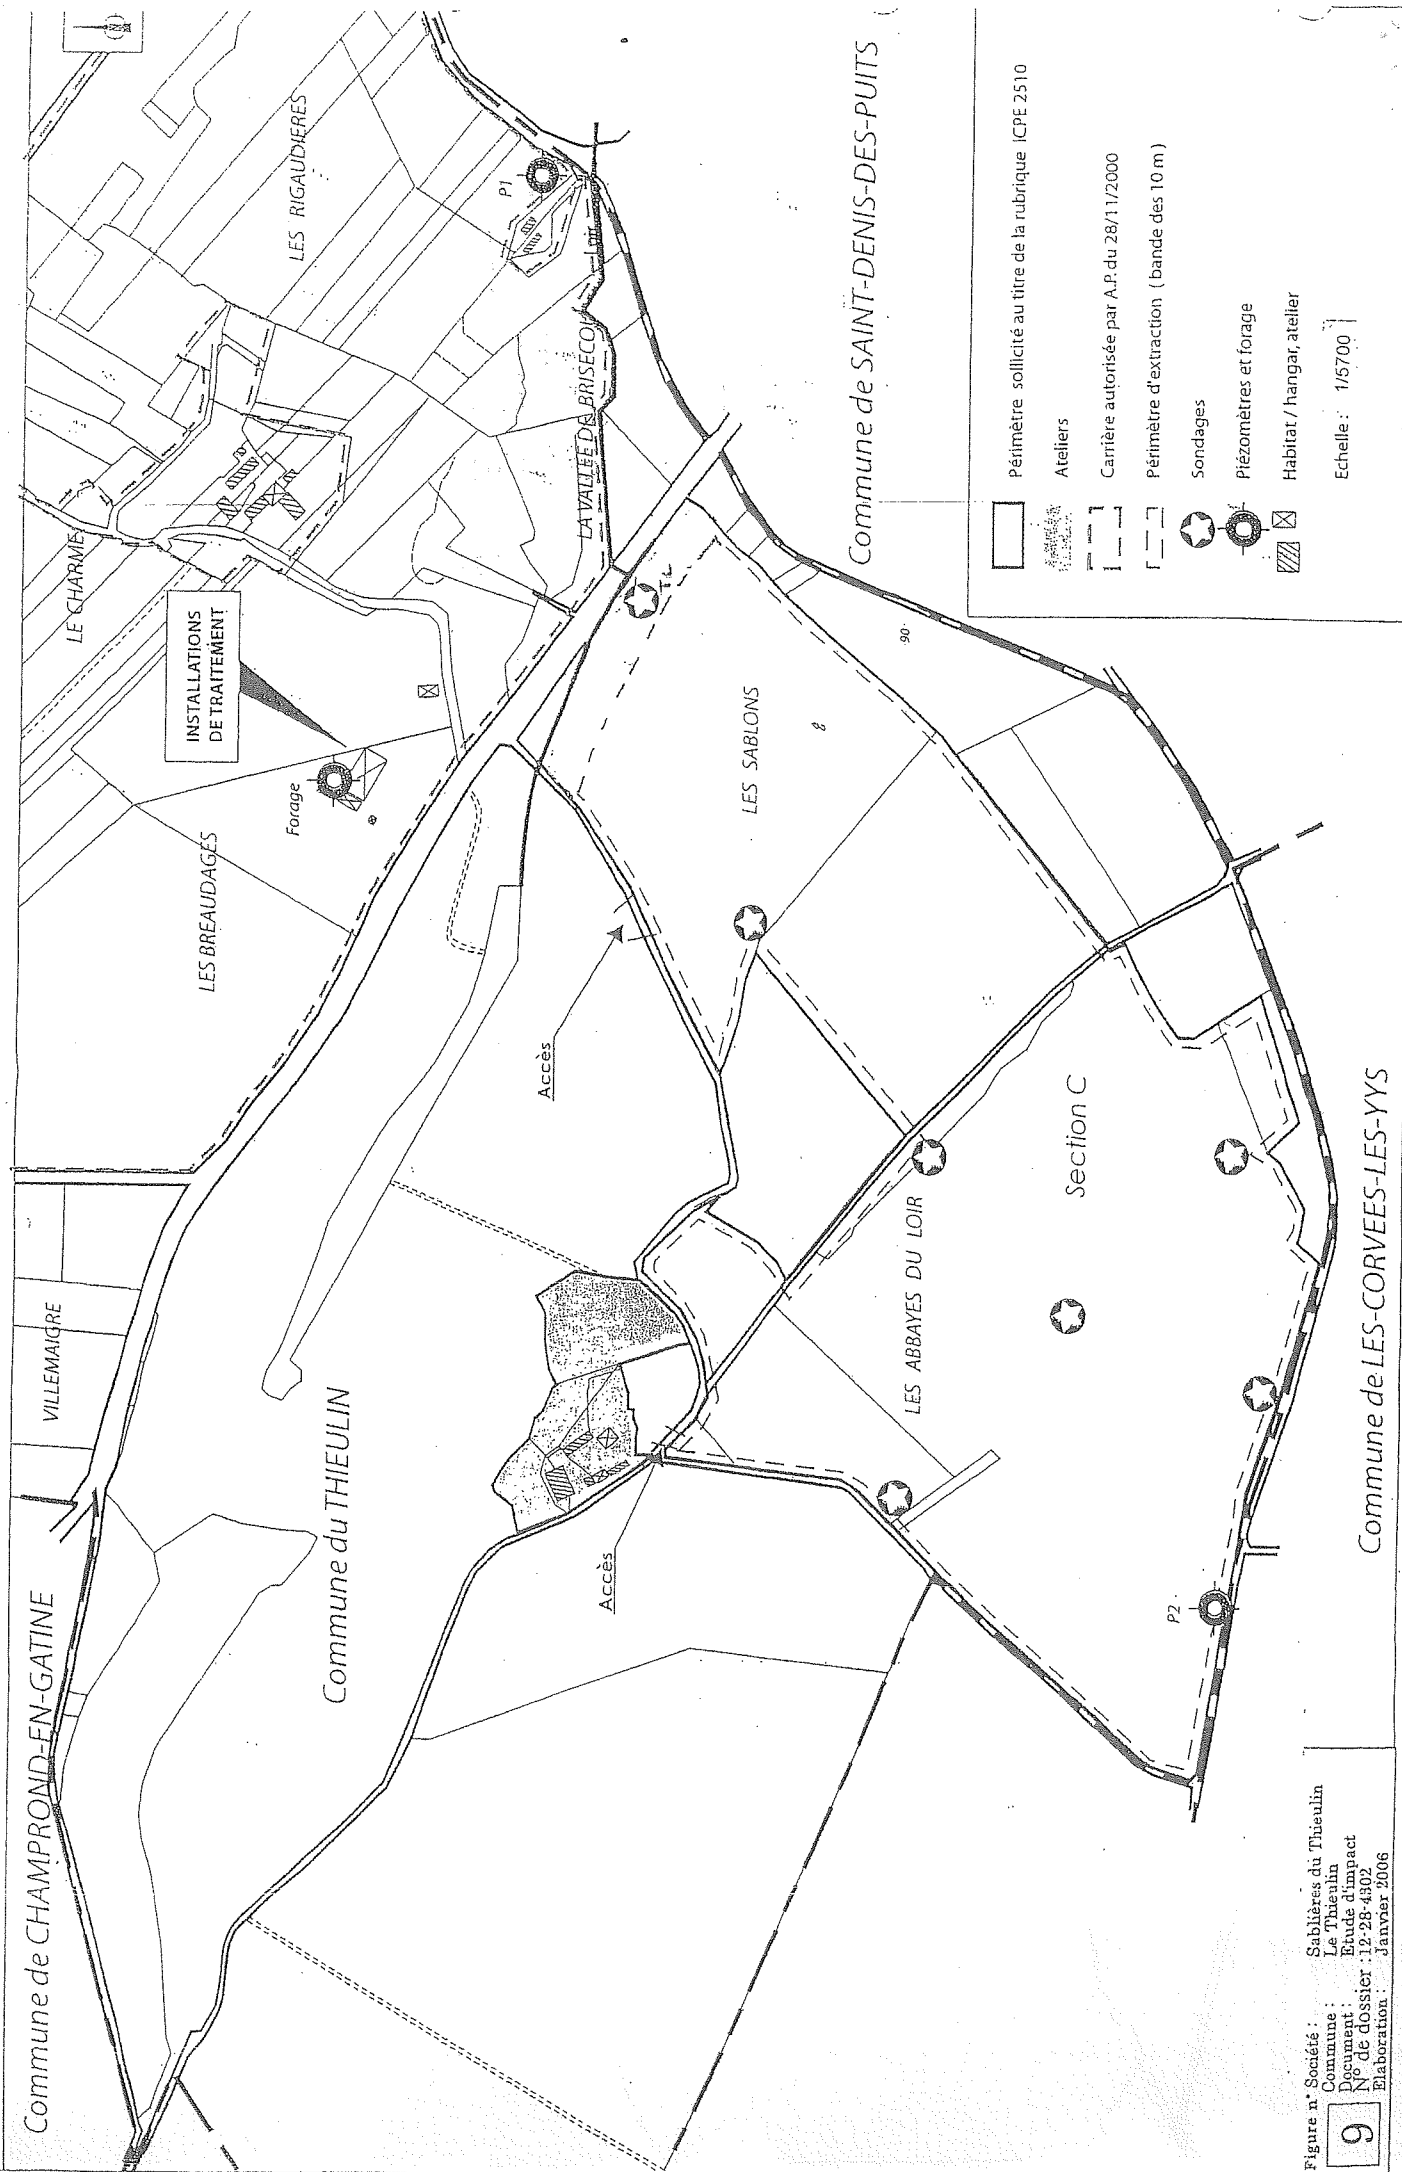 Commune de CHAMPROND-EN-GATINE
VILLEMAIGRE
LES BREAUDAGES
LE CHARME
LES RIGAUDIERES
INSTALLATIONS
DE TRAITEMENT
Forage
P1
LA VALLEE DE BRISECOU
Commune du THIEULIN
Accès
Accès
LES SABLONS
90
LES ABBAYES DU LOIR
Section C
P2
Commune de SAINT-DENIS-DES-PUITS
Commune de LES-CORVEES-LES-YYS
Périmètre sollicité au titre de la rubrique ICPE 2510
Ateliers
Carrière autorisée par A.P. du 28/11/2000
Périmètre d'extraction (bande des 10 m)
Sondages
Piézomètres et forage
Habitat / hangar, atelier
Echelle : 1/5700
Figure n° Société : Sablières du Thieulin
9
Commune : Le Thieulin
Document : Etude d'impact
N° de dossier : 12-28-4302
Elaboration : Janvier 2006